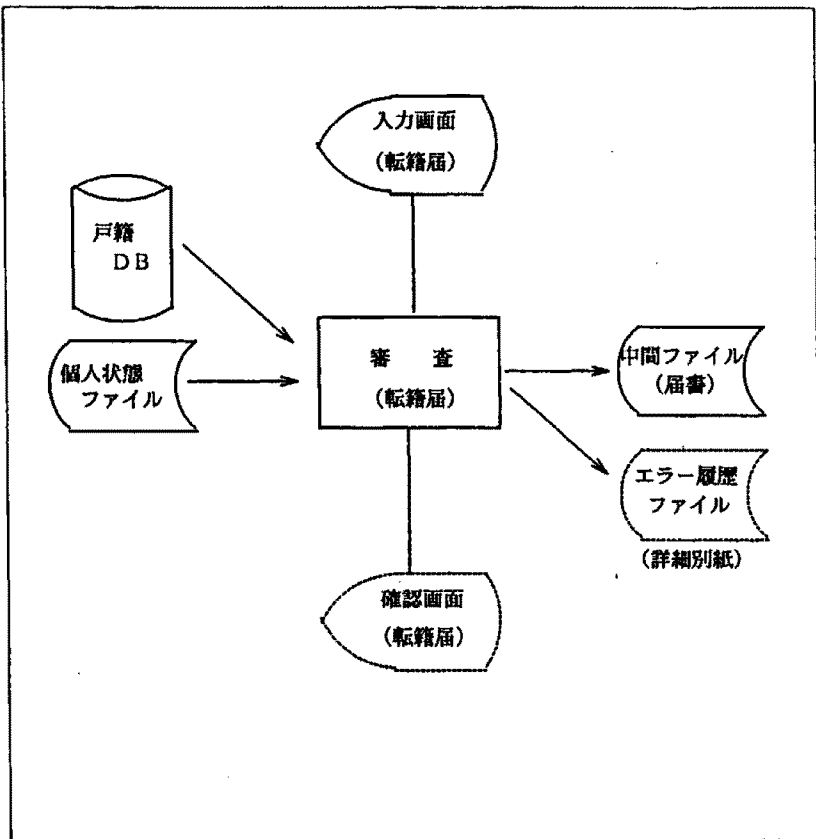 入力画面
(転籍届)
戸籍
DB
個人状態
ファイル
審 査
(転籍届)
中間ファイル
(届書)
エラー履歴
ファイル
(詳細別紙)
確認画面
(転籍届)